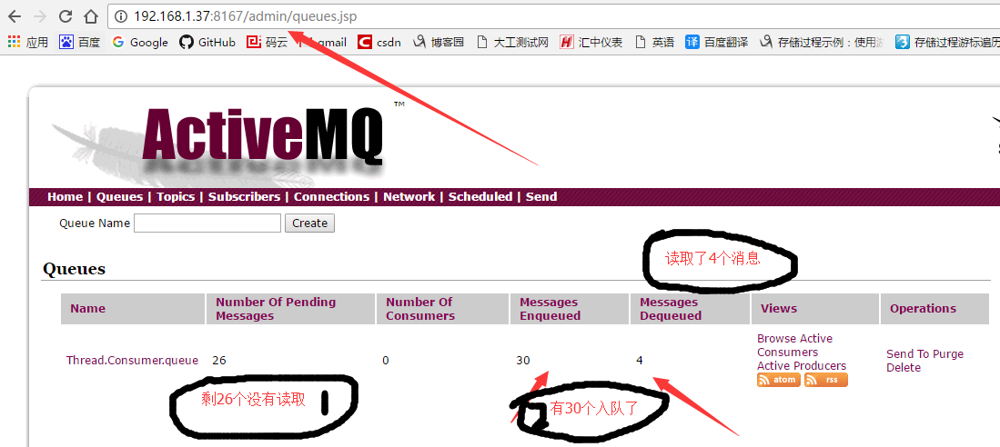 192.168.1.37:8167/admin/queues.jsp
应用 百度 Google GitHub 码云 gmail csdn 博客园 大工测试网 汇中仪表 英语 百度翻译 存储过程示例：使用游 存储过程游标遍历
ActiveMQ™
Home | Queues | Topics | Subscribers | Connections | Network | Scheduled | Send
Queue Name Create
读取了4个消息
Queues
Name Number Of Pending Messages Number Of Consumers Messages Enqueued Messages Dequeued Views Operations
Thread.Consumer.queue 26 0 30 4
Browse Active Consumers
Active Producers
atom rss
Send To Purge
Delete
剩26个没有读取 1
2 有30个入队了